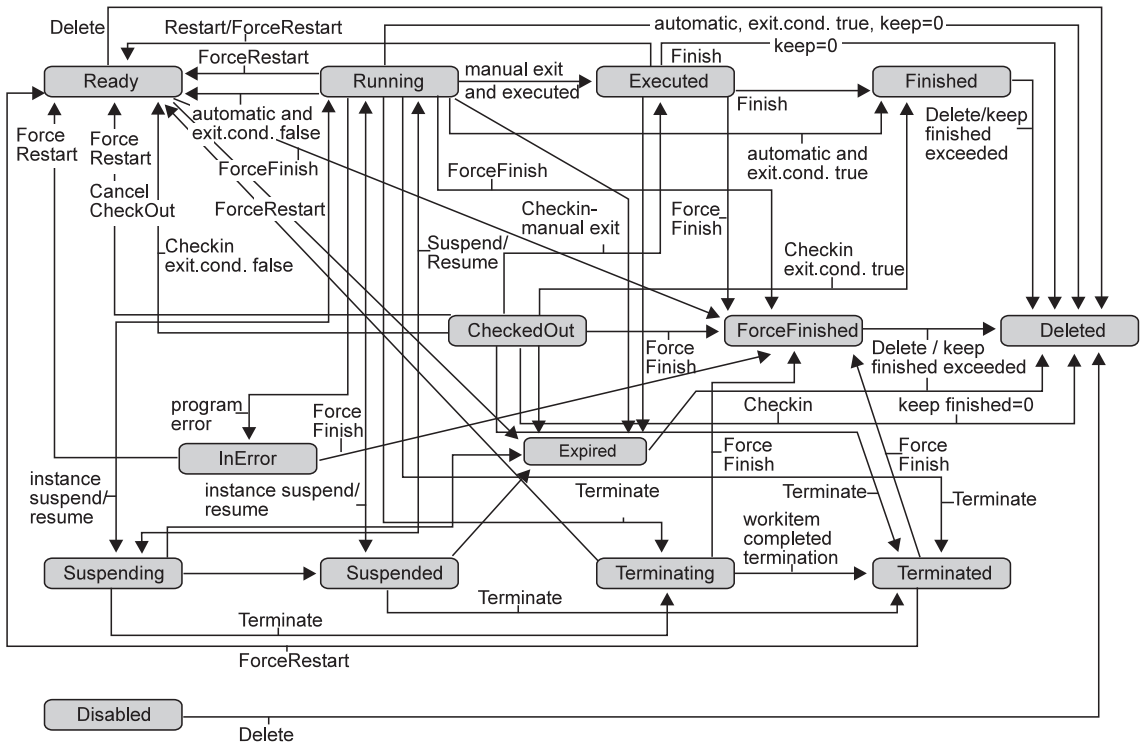 Delete
Restart/ForceRestart
automatic, exit.cond. true, keep=0
keep=0
Finish
ForceRestart
manual exit
and executed
Ready
Running
Executed
Finished
Finish
automatic and
exit.cond. false
Delete/keep
finished
exceeded
Force
Restart
Force
Restart
Cancel
CheckOut
ForceFinish
ForceFinish
automatic and
exit.cond. true
ForceRestart
Checkin-
manual exit
Force
Finish
Checkin
exit.cond. false
Suspend/
Resume
Checkin
exit.cond. true
CheckedOut
ForceFinished
Deleted
Force
Finish
Delete / keep
finished exceeded
program
error
Force
Finish
Checkin
keep finished=0
InError
Expired
Force
Finish
Force
Finish
instance
suspend/
resume
instance suspend/
resume
Terminate
Terminate
Terminate
workitem
completed
termination
Suspending
Suspended
Terminating
Terminated
Terminate
Terminate
ForceRestart
Disabled
Delete